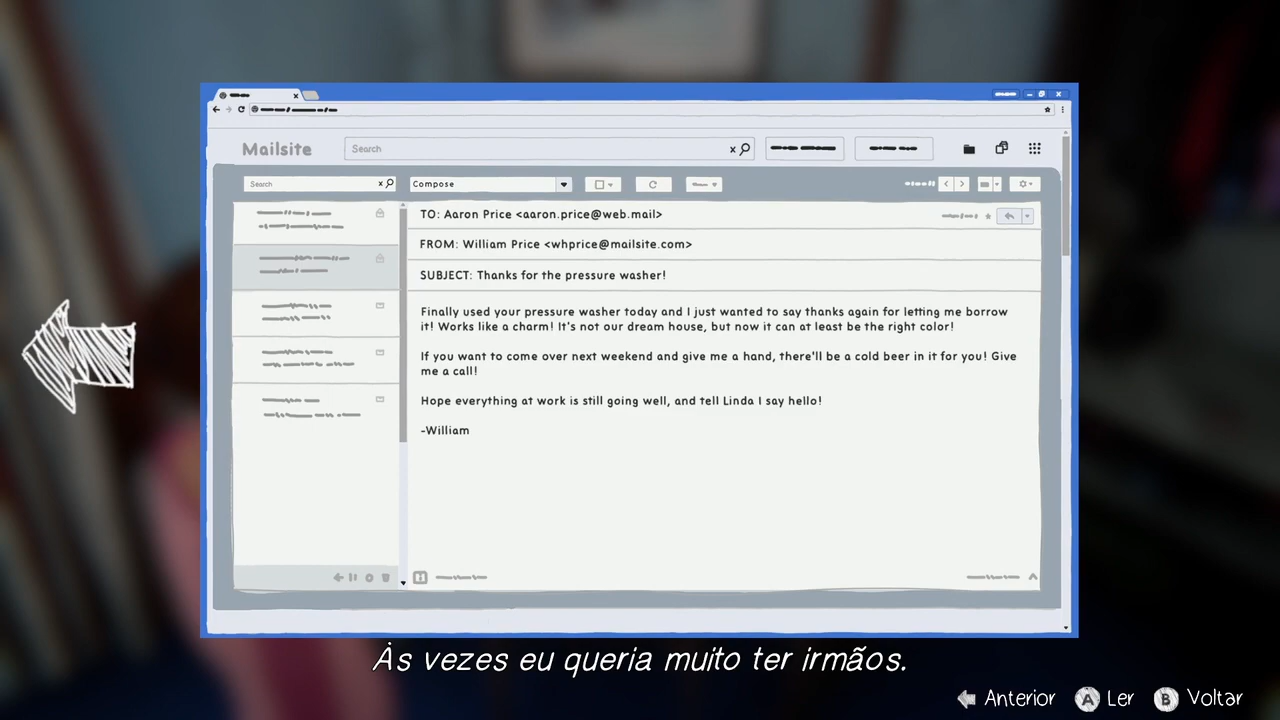 Mailsite
Search
x
Search
x
Compose
TO: Aaron Price <aaron.price@web.mail>
FROM: William Price <whprice@mailsite.com>
SUBJECT: Thanks for the pressure washer!
Finally used your pressure washer today and I just wanted to say thanks again for letting me borrow
it! Works like a charm! It's not our dream house, but now it can at least be the right color!
If you want to come over next weekend and give me a hand, there'll be a cold beer in it for you! Give
me a call!
Hope everything at work is still going well, and tell Linda I say hello!
-William
Às vezes eu queria muito ter irmãos.
Anterior A Ler B Voltar